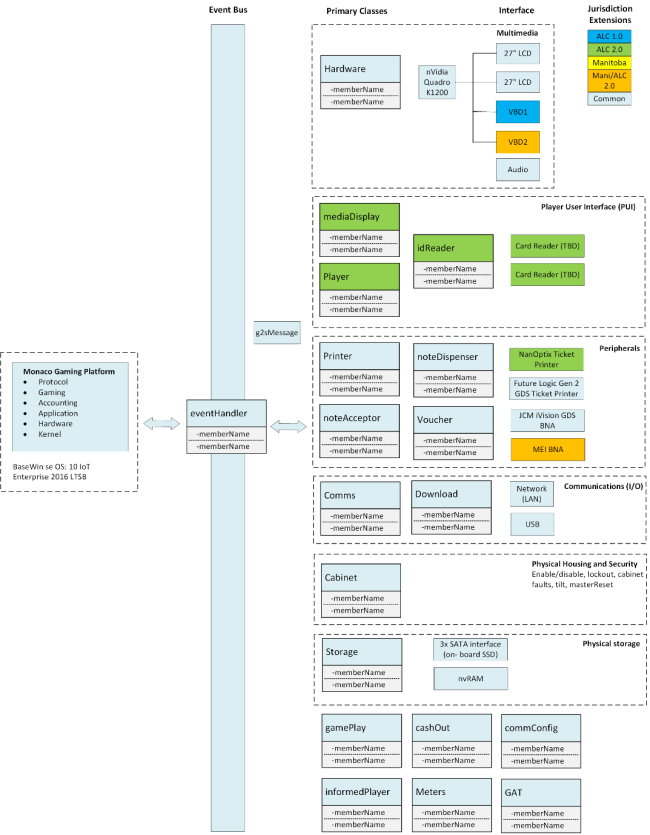 Event Bus
Primary Classes
Interface
Jurisdiction
Extensions
ALC 1.0
ALC 2.0
Manitoba
Mani/ALC
2.0
Common
Multimedia
Hardware
-memberName
-memberName
nVidia
Quadro
K1200
27" LCD
27" LCD
VBD1
VBD2
Audio
Player User Interface (PUI)
mediaDisplay
-memberName
-memberName
idReader
-memberName
-memberName
Card Reader (TBD)
Card Reader (TBD)
Player
-memberName
-memberName
g2sMessage
Peripherals
Printer
-memberName
-memberName
noteDispenser
-memberName
-memberName
NanOptix Ticket
Printer
Future Logic Gen 2
GDS Ticket Printer
noteAcceptor
-memberName
-memberName
Voucher
-memberName
-memberName
JCM iVision GDS
BNA
MEI BNA
Monaco Gaming Platform
• Protocol
• Gaming
• Accounting
• Application
• Hardware
• Kernel
BaseWin se OS: 10 IoT
Enterprise 2016 LTSB
eventHandler
-memberName
-memberName
Communications (I/O)
Comms
-memberName
-memberName
Download
-memberName
-memberName
Network
(LAN)
USB
Physical Housing and Security
Enable/disable, lockout, cabinet
faults, tilt, masterReset
Cabinet
-memberName
-memberName
Physical storage
Storage
-memberName
-memberName
3x SATA interface
(on- board SSD)
nvRAM
gamePlay
-memberName
-memberName
cashOut
-memberName
-memberName
commConfig
-memberName
-memberName
informedPlayer
-memberName
-memberName
Meters
-memberName
-memberName
GAT
-memberName
-memberName